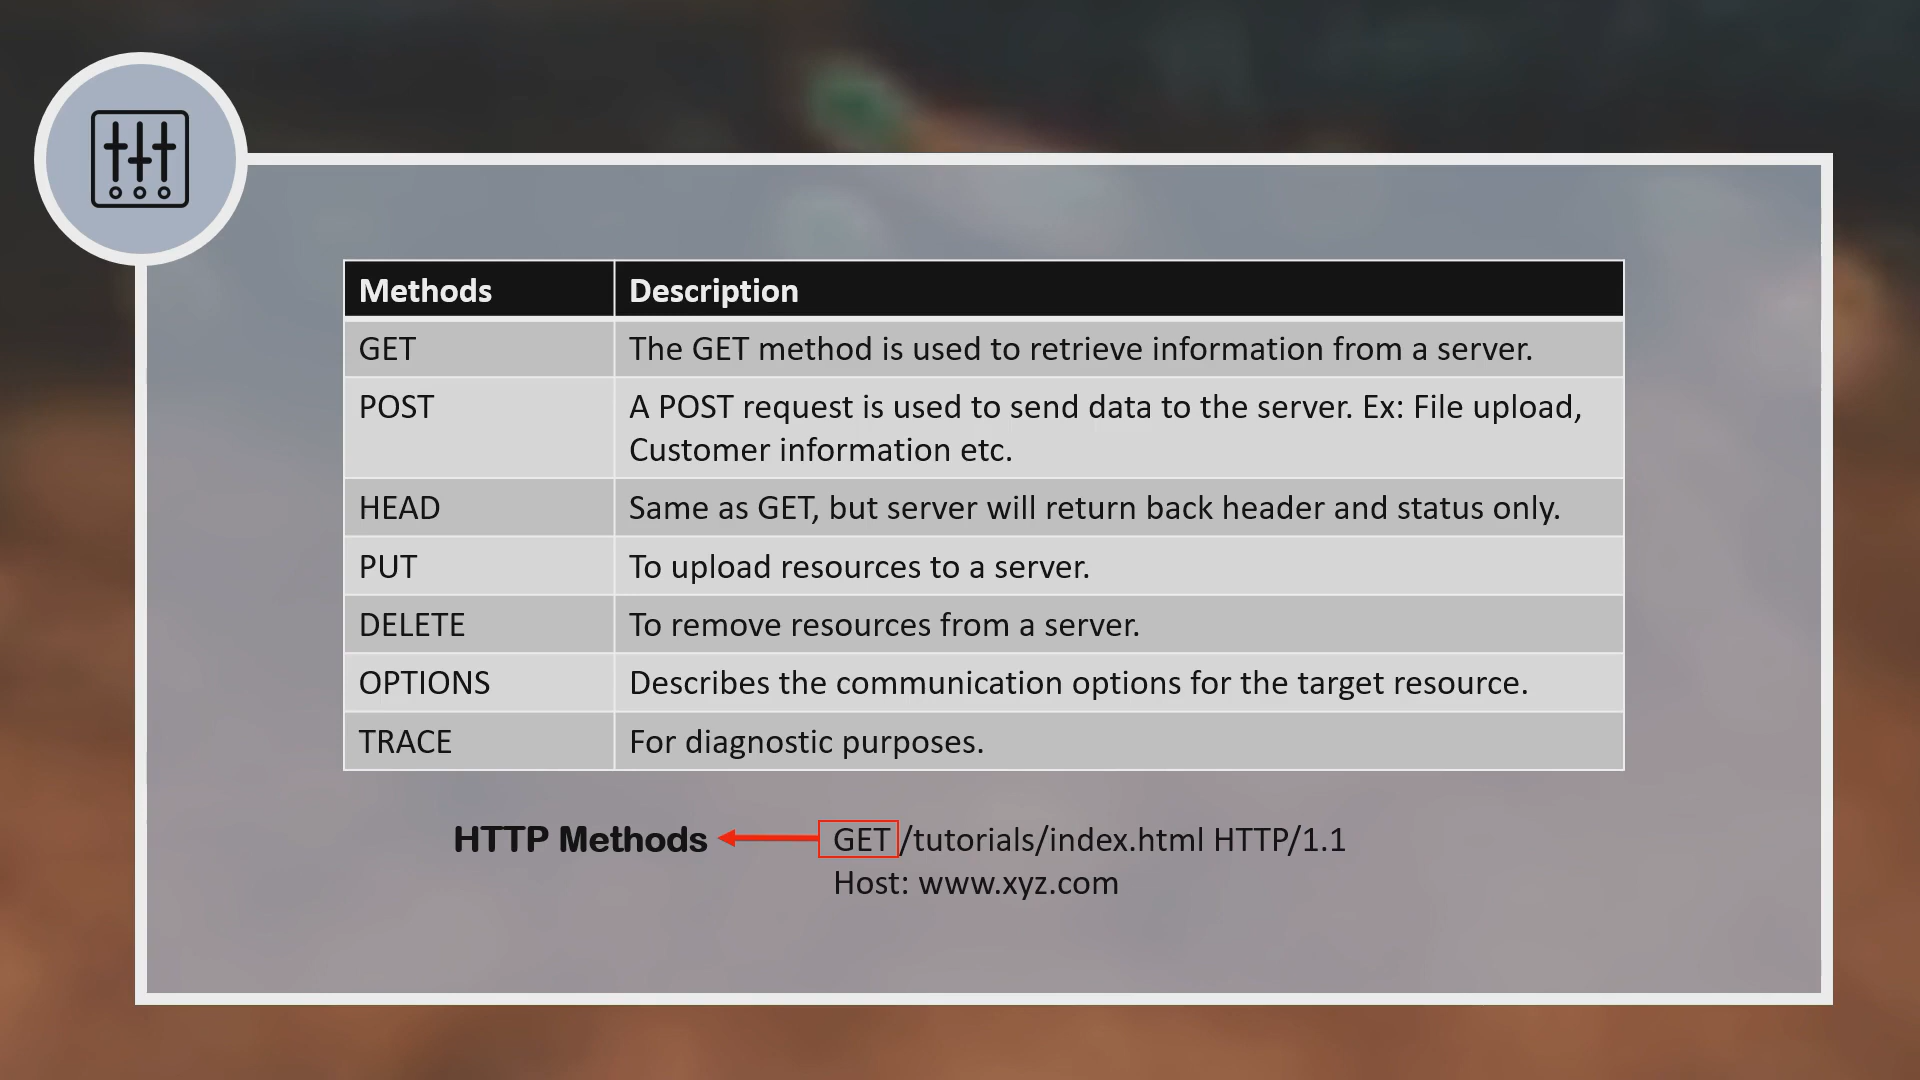 Methods Description
GET The GET method is used to retrieve information from a server.
POST A POST request is used to send data to the server. Ex: File upload,
Customer information etc.
HEAD Same as GET, but server will return back header and status only.
PUT To upload resources to a server.
DELETE To remove resources from a server.
OPTIONS Describes the communication options for the target resource.
TRACE For diagnostic purposes.
HTTP Methods GET /tutorials/index.html HTTP/1.1
Host: www.xyz.com